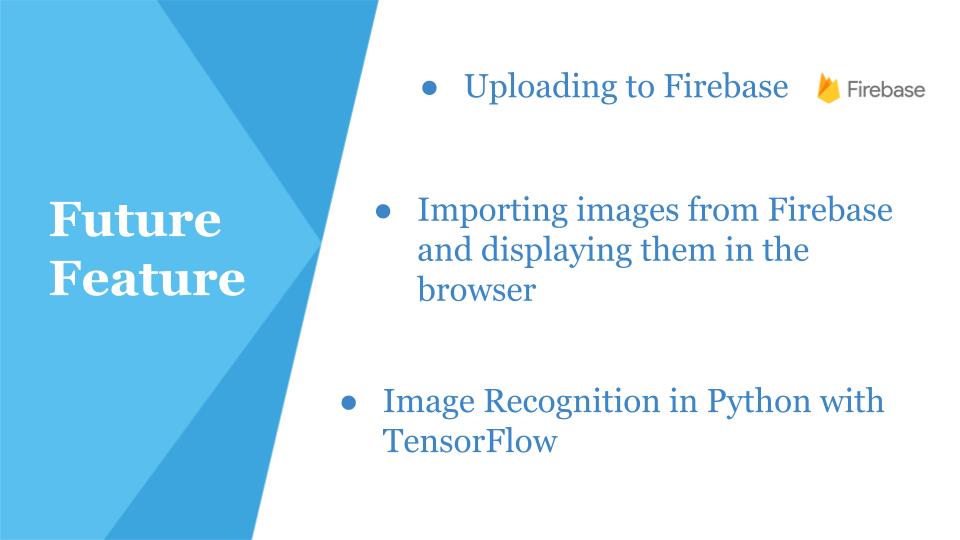 Future
Feature
● Uploading to Firebase
Firebase
● Importing images from Firebase
and displaying them in the
browser
● Image Recognition in Python with
TensorFlow